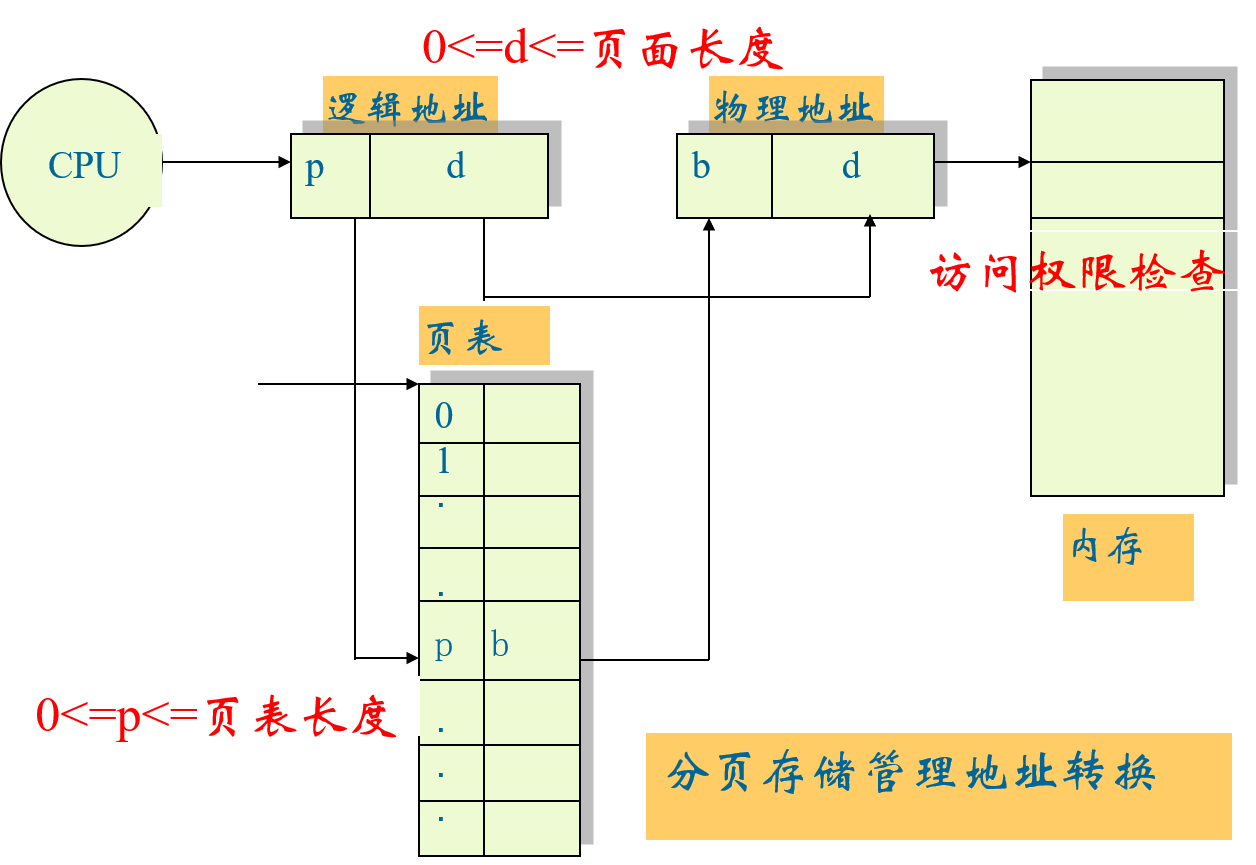 0<=d<=页面长度
逻辑地址
物理地址
CPU
p
d
b
d
访问权限检查
页表
0
1
.
.
p
b
.
.
.
内存
0<=p<=页表长度
分页存储管理地址转换